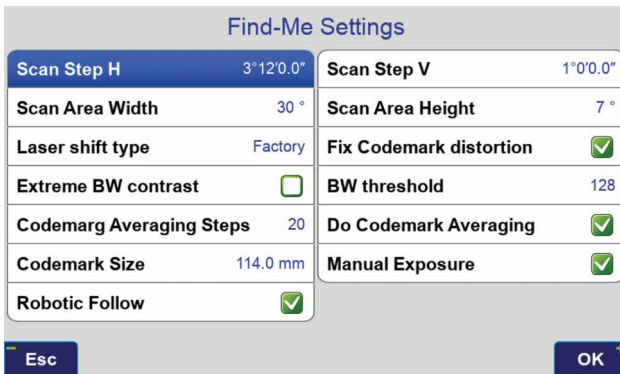 Find-Me Settings
Scan Step H 3°12'0.0" Scan Step V 1°0'0.0"
Scan Area Width 30 ° Scan Area Height 7 °
Laser shift type Factory Fix Codemark distortion
Extreme BW contrast BW threshold 128
Codemarg Averaging Steps 20 Do Codemark Averaging
Codemark Size 114.0 mm Manual Exposure
Robotic Follow
Esc OK